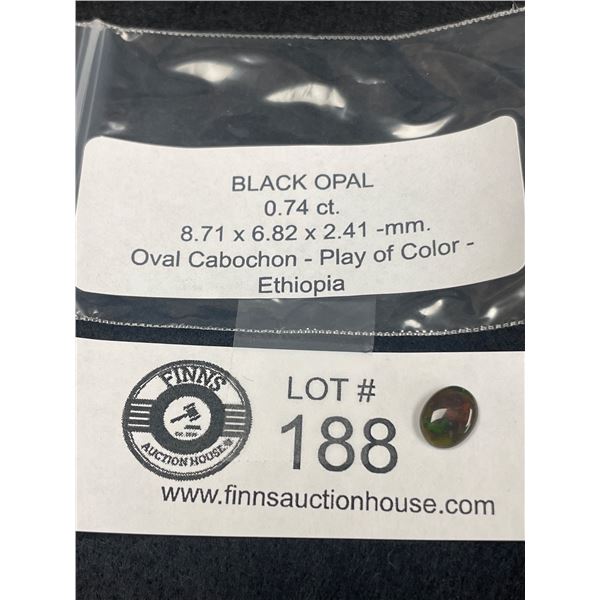 BLACK OPAL
0.74 ct.
8.71 x 6.82 x 2.41 -mm.
Oval Cabochon - Play of Color -
Ethiopia
FINNS
AUCTION HOUSE
LOT #
188
www.finnsauctionhouse.com